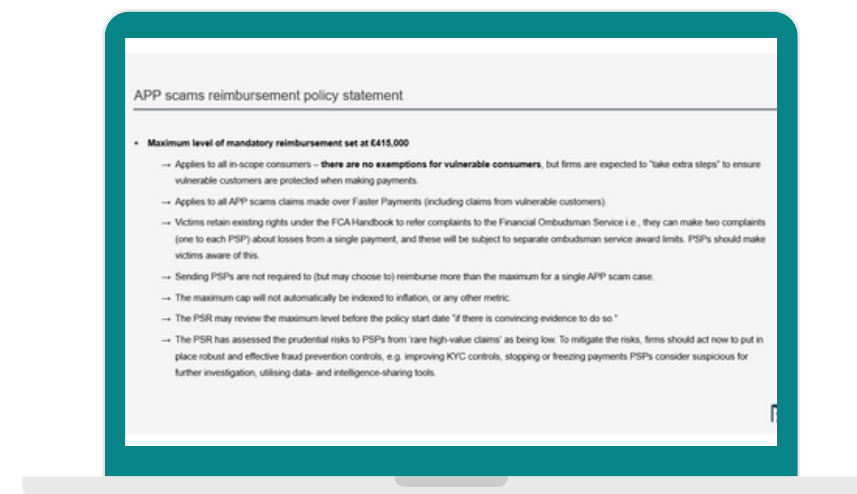 APP scams reimbursement policy statement
• Maximum level of mandatory reimbursement set at £415,000
→ Applies to all in-scope consumers – there are no exemptions for vulnerable consumers, but firms are expected to "take extra steps" to ensure
vulnerable customers are protected when making payments.
→ Applies to all APP scams claims made over Faster Payments (including claims from vulnerable customers).
→ Victims retain existing rights under the FCA Handbook to refer complaints to the Financial Ombudsman Service i.e., they can make two complaints
(one to each PSP) about losses from a single payment, and these will be subject to separate ombudsman service award limits. PSPs should make
victims aware of this.
→ Sending PSPs are not required to (but may choose to) reimburse more than the maximum for a single APP scam case.
→ The maximum cap will not automatically be indexed to inflation, or any other metric.
→ The PSR may review the maximum level before the policy start date "if there is convincing evidence to do so."
→ The PSR has assessed the prudential risks to PSPs from 'rare high-value claims' as being low. To mitigate the risks, firms should act now to put in
place robust and effective fraud prevention controls, e.g. improving KYC controls, stopping or freezing payments PSPs consider suspicious for
further investigation, utilising data- and intelligence-sharing tools.